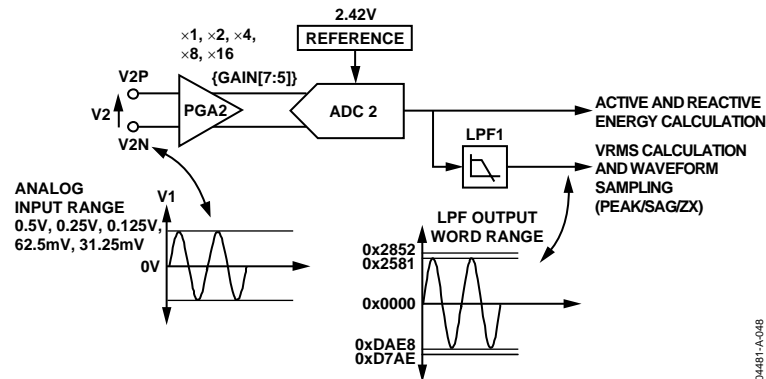 2.42V
REFERENCE
×1, ×2, ×4,
×8, ×16
{GAIN[7:5]}
V2P
V2
V2N
PGA2
ADC 2
ACTIVE AND REACTIVE
ENERGY CALCULATION
LPF1
VRMS CALCULATION
AND WAVEFORM
SAMPLING
(PEAK/SAG/ZX)
ANALOG
INPUT RANGE
0.5V, 0.25V, 0.125V,
62.5mV, 31.25mV
V1
0V
LPF OUTPUT
WORD RANGE
0x2852
0x2581
0x0000
0xDAE8
0xD7AE
04481-A-048